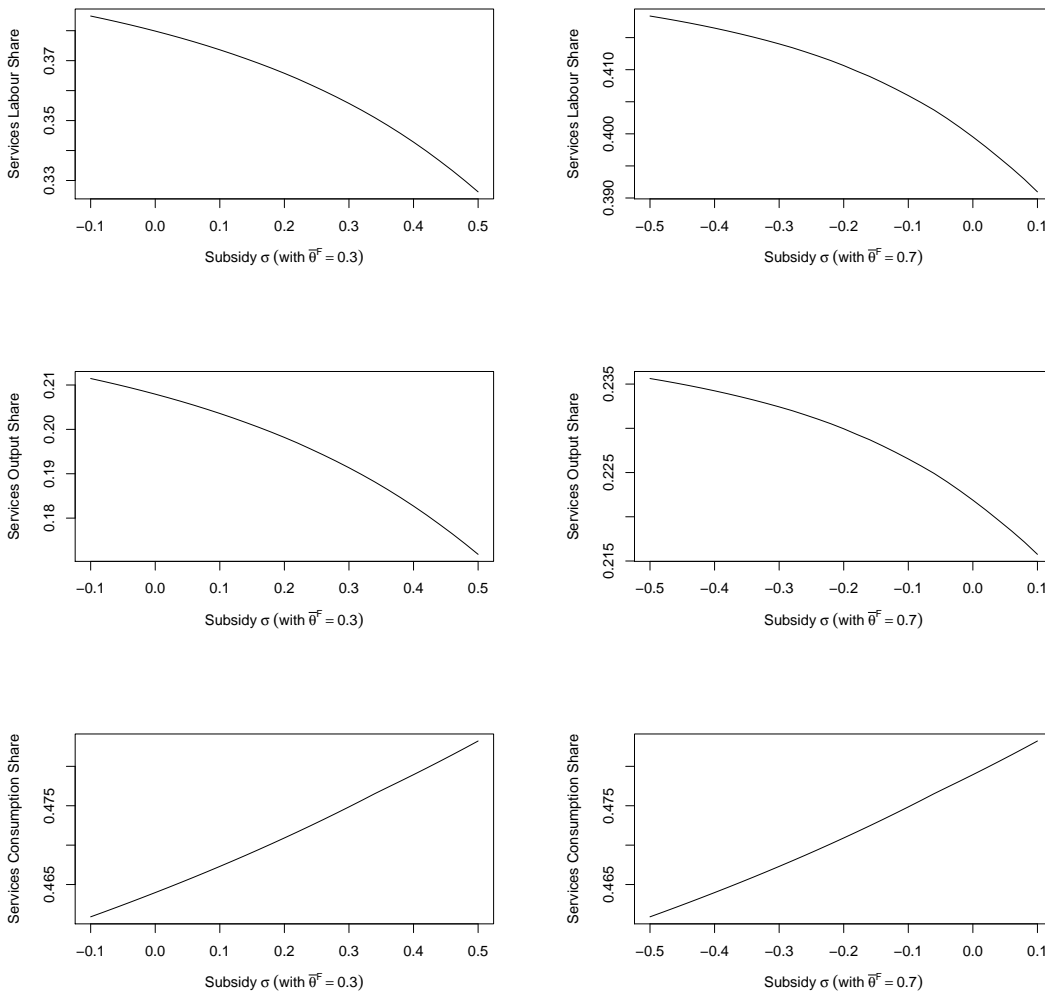 Services Labour Share
0.33 0.35 0.37
−0.1 0.0 0.1 0.2 0.3 0.4 0.5
Subsidy σ (with θ̅ᶠ = 0.3)
Services Labour Share
0.390 0.400 0.410
−0.5 −0.4 −0.3 −0.2 −0.1 0.0 0.1
Subsidy σ (with θ̅ᶠ = 0.7)
Services Output Share
0.18 0.19 0.20 0.21
−0.1 0.0 0.1 0.2 0.3 0.4 0.5
Subsidy σ (with θ̅ᶠ = 0.3)
Services Output Share
0.215 0.225 0.235
−0.5 −0.4 −0.3 −0.2 −0.1 0.0 0.1
Subsidy σ (with θ̅ᶠ = 0.7)
Services Consumption Share
0.465 0.475
−0.1 0.0 0.1 0.2 0.3 0.4 0.5
Subsidy σ (with θ̅ᶠ = 0.3)
Services Consumption Share
0.465 0.475
−0.5 −0.4 −0.3 −0.2 −0.1 0.0 0.1
Subsidy σ (with θ̅ᶠ = 0.7)